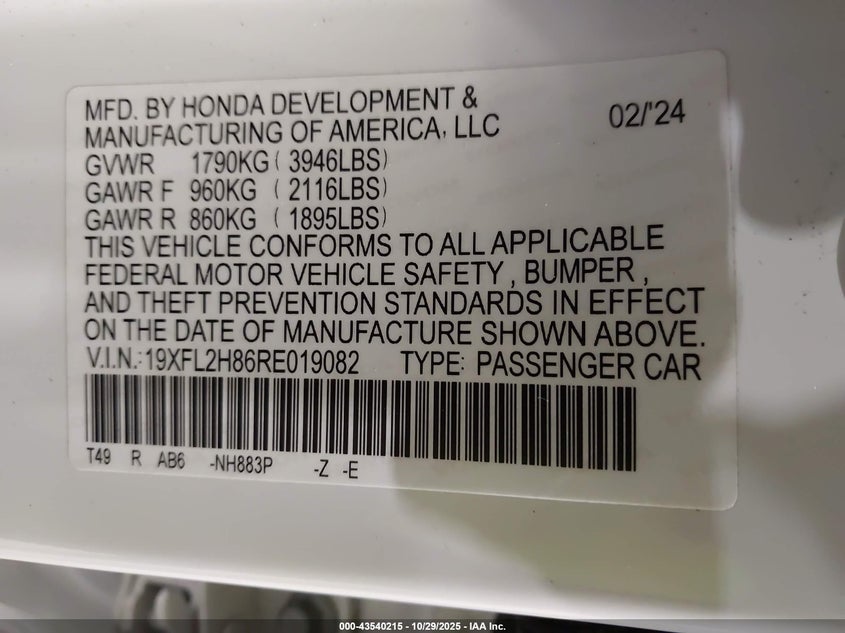 MFD. BY HONDA DEVELOPMENT &
MANUFACTURING OF AMERICA, LLC 02/'24
GVWR 1790KG ( 3946LBS)
GAWR F 960KG ( 2116LBS)
GAWR R 860KG ( 1895LBS)
THIS VEHICLE CONFORMS TO ALL APPLICABLE
FEDERAL MOTOR VEHICLE SAFETY , BUMPER ,
AND THEFT PREVENTION STANDARDS IN EFFECT
ON THE DATE OF MANUFACTURE SHOWN ABOVE.
V.I.N.:19XFL2H86RE019082 TYPE: PASSENGER CAR
T49 R AB6 -NH883P -Z -E
000-43540215 - 10/29/2025 - IAA Inc.